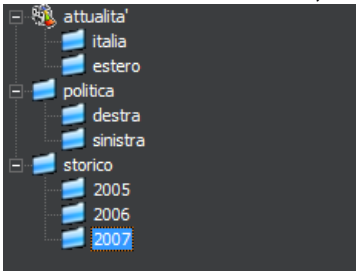 attualita'
italia
estero
politica
destra
sinistra
storico
2005
2006
2007